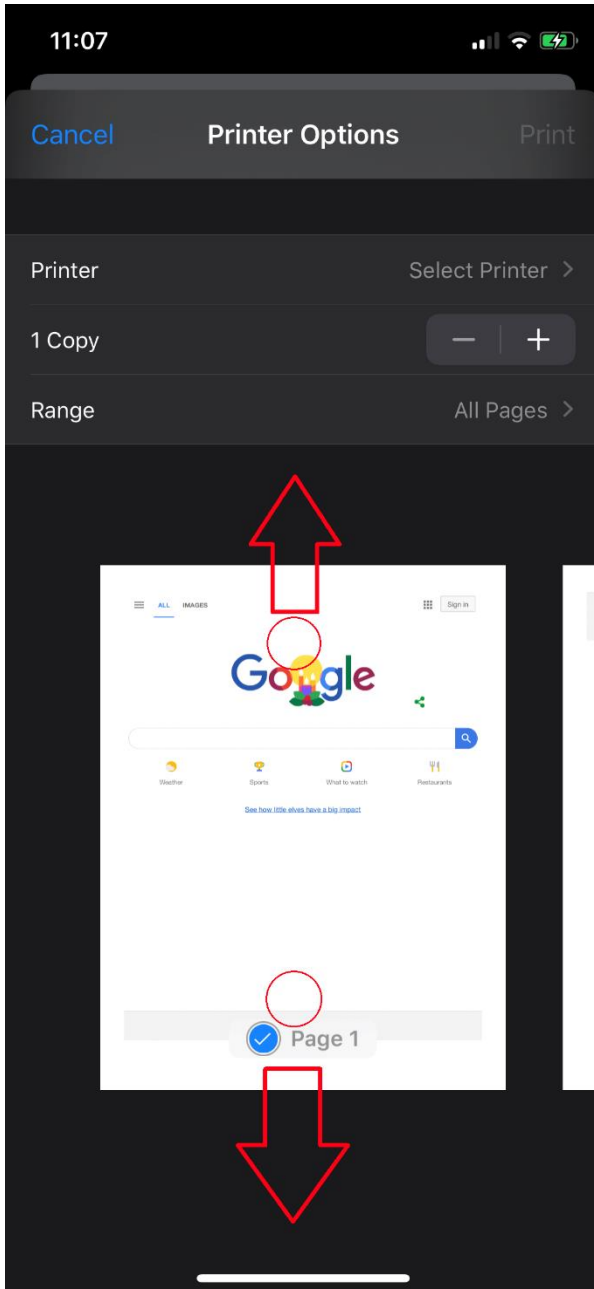 11:07
Cancel Printer Options Print
Printer Select Printer
1 Copy
Range All Pages
ALL IMAGES Sign in
Google
Weather Sports What to watch Restaurants
See how little elves have a big impact
Page 1